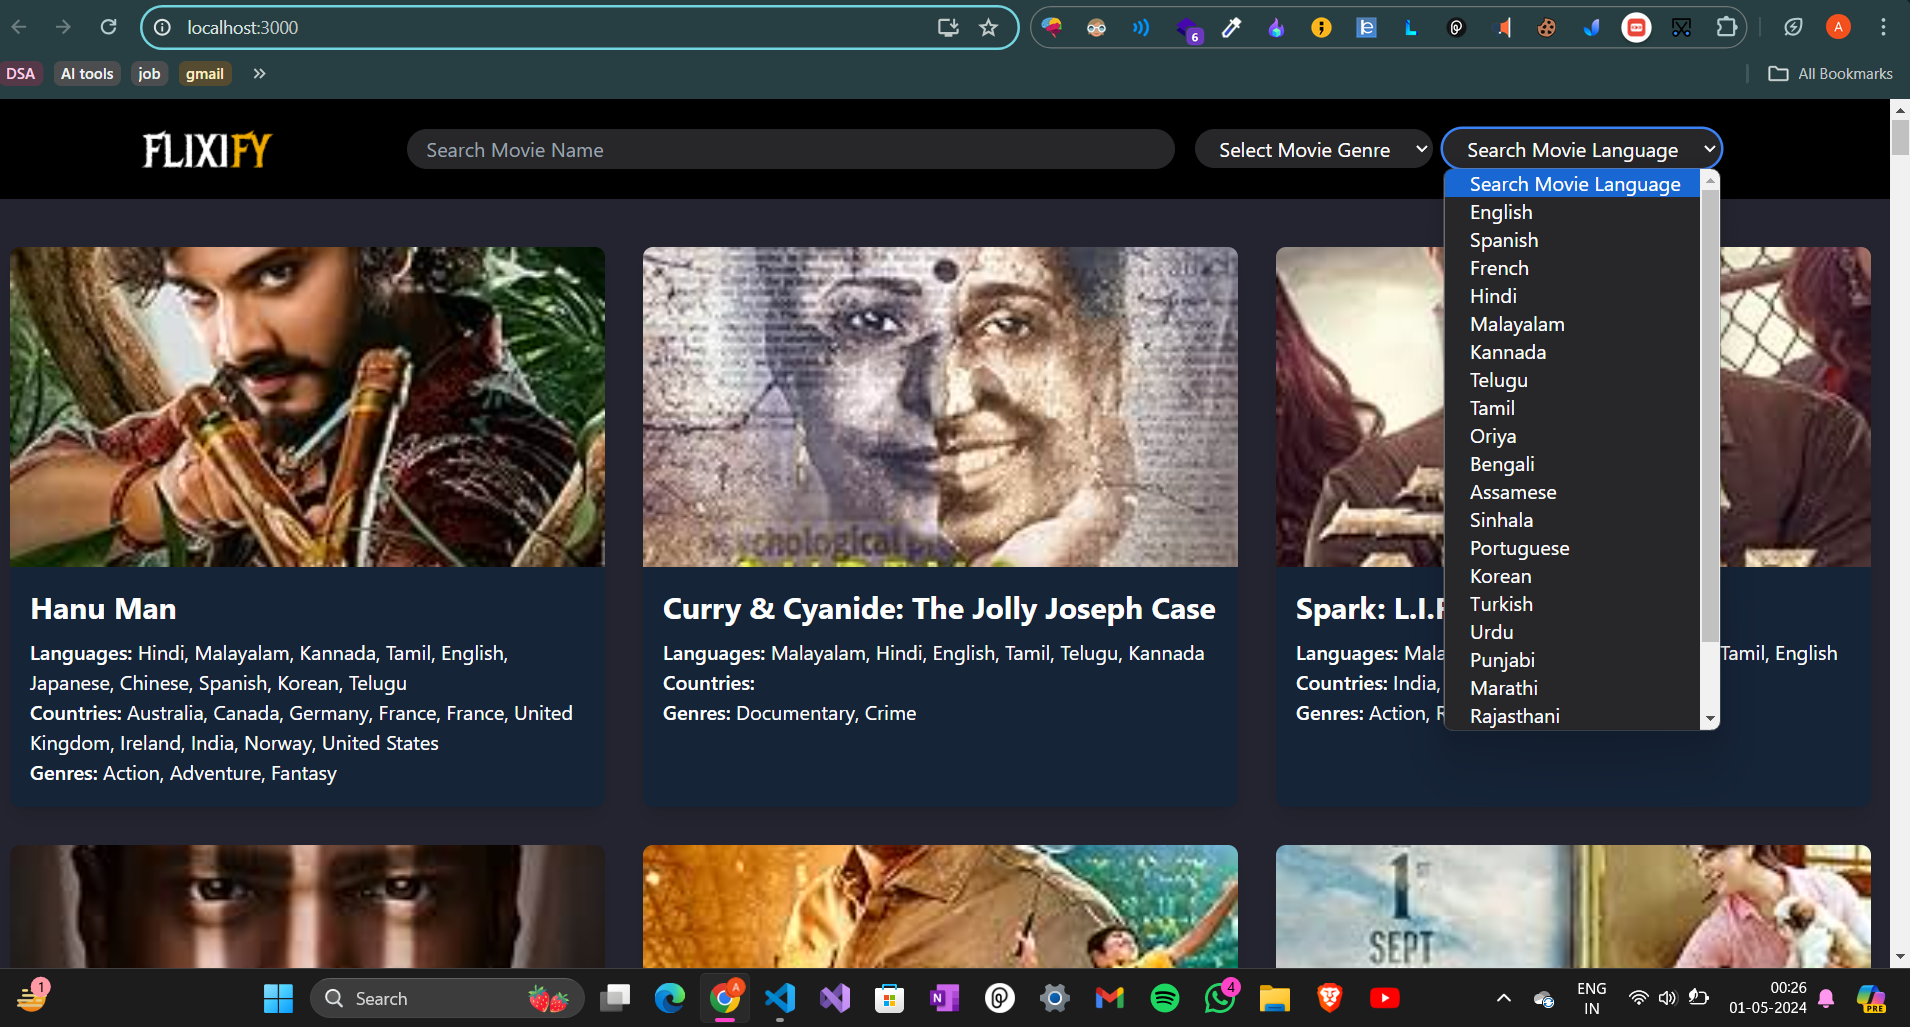 localhost:3000
6
A
DSA
AI tools
job
gmail
All Bookmarks
FLIXIFY
Search Movie Name
Select Movie Genre
Search Movie Language
Search Movie Language
English
Spanish
French
Hindi
Malayalam
Kannada
Telugu
Tamil
Oriya
Bengali
Assamese
Sinhala
Portuguese
Korean
Turkish
Urdu
Punjabi
Marathi
Rajasthani
chological
Hanu Man
Languages: Hindi, Malayalam, Kannada, Tamil, English,
Japanese, Chinese, Spanish, Korean, Telugu
Countries: Australia, Canada, Germany, France, France, United
Kingdom, Ireland, India, Norway, United States
Genres: Action, Adventure, Fantasy
Curry & Cyanide: The Jolly Joseph Case
Languages: Malayalam, Hindi, English, Tamil, Telugu, Kannada
Countries:
Genres: Documentary, Crime
Spark: L.I.
Languages: Mala Tamil, English
Countries: India,
Genres: Action,
1ST
SEPT
1
Search
A
4
ENG
IN
00:26
01-05-2024
PRE